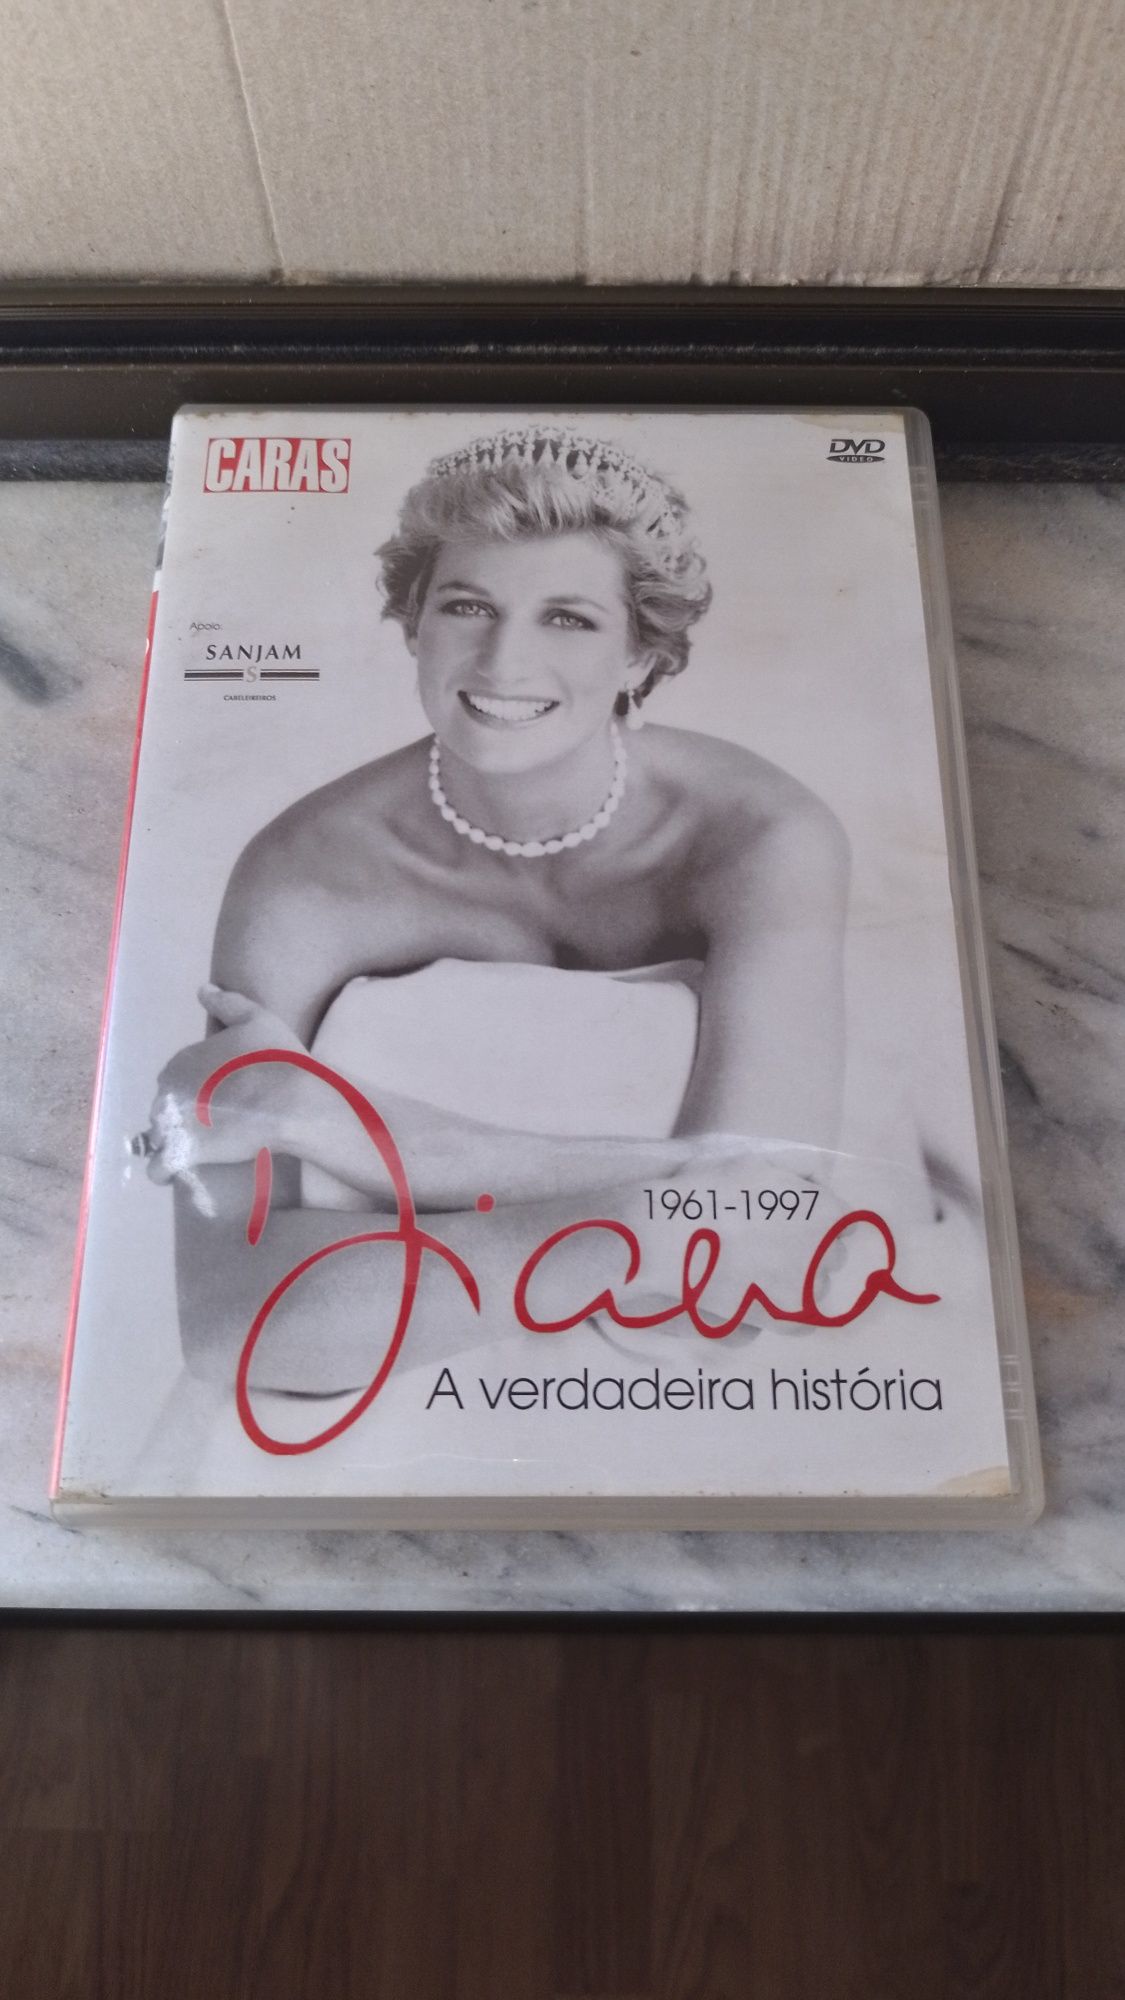 CARAS
DVD
VIDEO
Apoio:
SANJAM
S
CABELEIREIROS
1961-1997
Diana
A verdadeira história